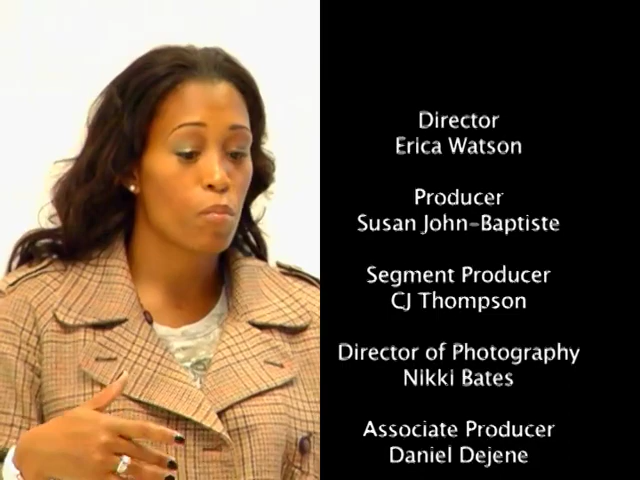 Director
Erica Watson
Producer
Susan John-Baptiste
Segment Producer
CJ Thompson
Director of Photography
Nikki Bates
Associate Producer
Daniel Dejene